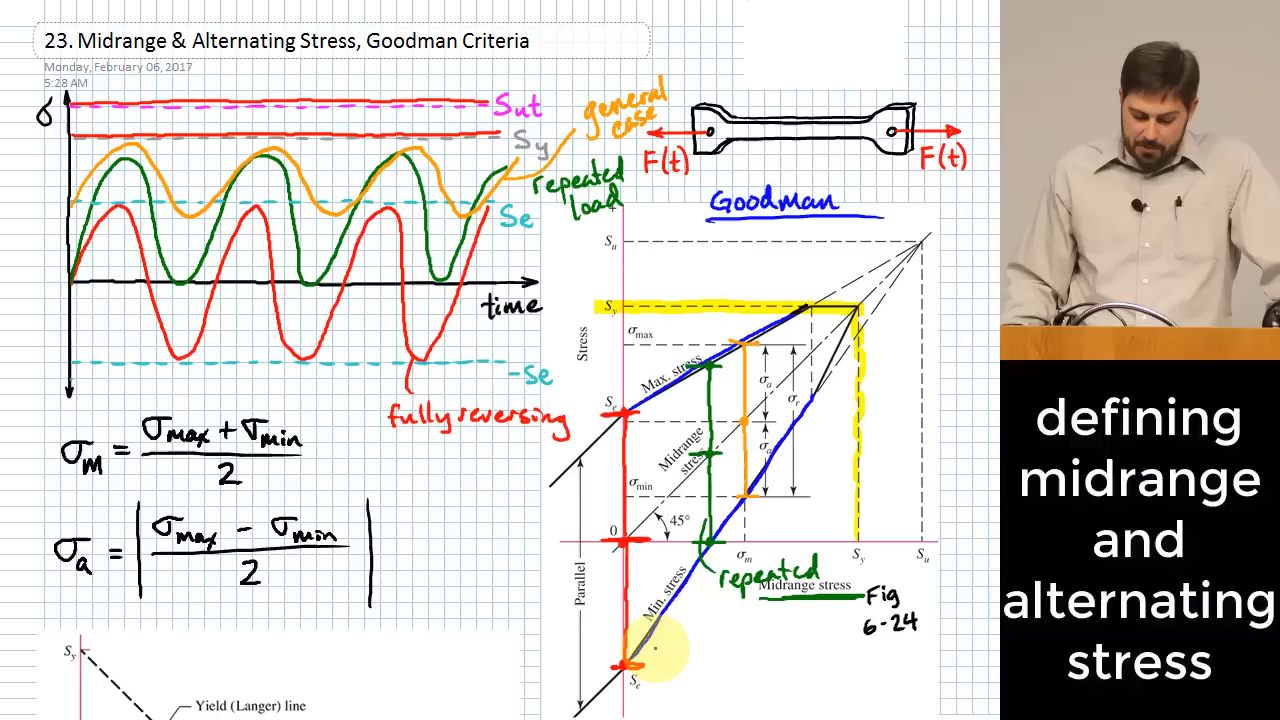 23. Midrange & Alternating Stress, Goodman Criteria
Monday, February 06, 2017
5:28 AM
σ
Sut
Sy
general
case
repeated
load
Se
time
-Se
fully reversing
σm = σmax + σmin
2
σa = | σmax - σmin |
2
F(t)
F(t)
Goodman
+
Su
Sy
σmax
Stress
Max. stress
Se
σa
σr
Midrange
stress
σa
σmin
45°
0
σm
Sy
Su
repeated
Midrange stress
Parallel
Min. stress
Fig
6-24
Se
Sy
Yield (Langer) line
defining
midrange
and
alternating
stress